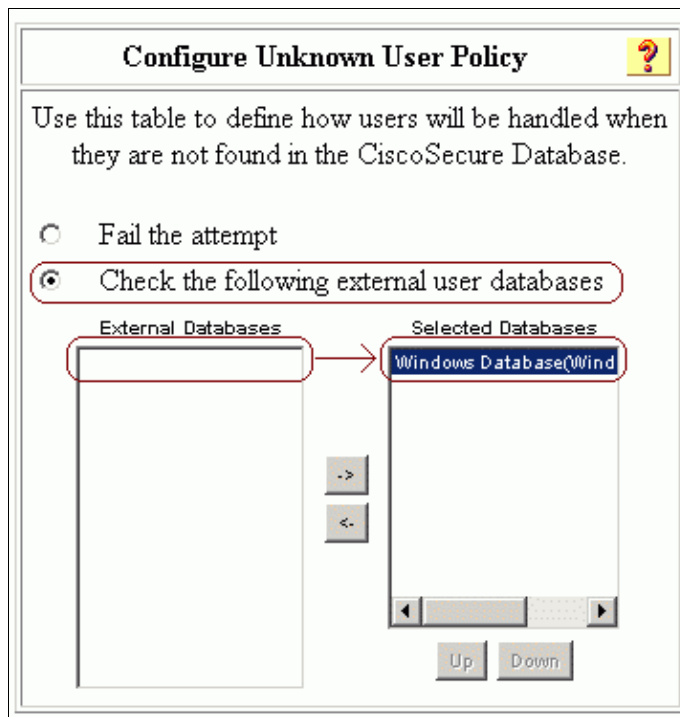 Configure Unknown User Policy
?
Use this table to define how users will be handled when
they are not found in the CiscoSecure Database.
Fail the attempt
Check the following external user databases
External Databases
Selected Databases
Windows Database(Wind
->
<-
Up
Down